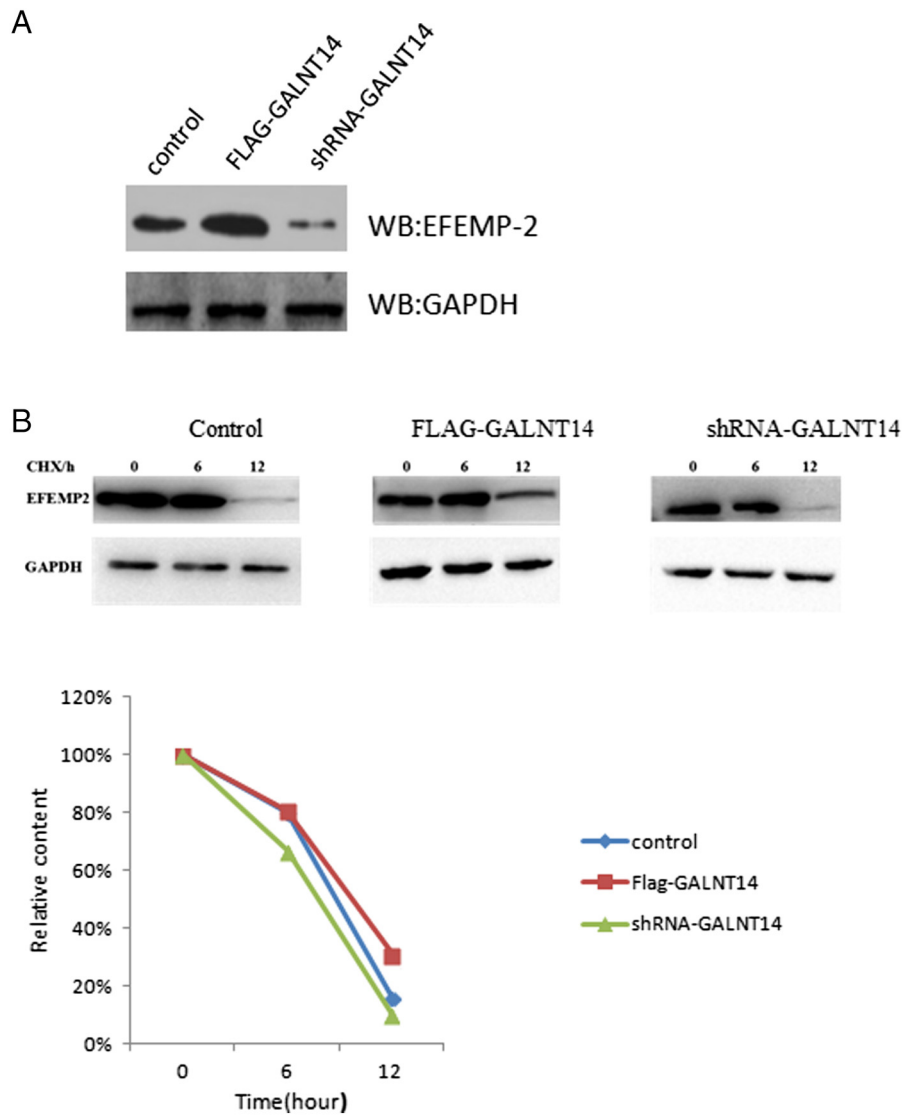 A
control
FLAG-GALNT14
shRNA-GALNT14
WB:EFEMP-2
WB:GAPDH
B
Control
FLAG-GALNT14
shRNA-GALNT14
CHX/h 0 6 12 0 6 12 0 6 12
EFEMP2
GAPDH
120%
100%
80%
60%
40%
20%
0%
Relative content
0 6 12
Time(hour)
control
Flag-GALNT14
shRNA-GALNT14